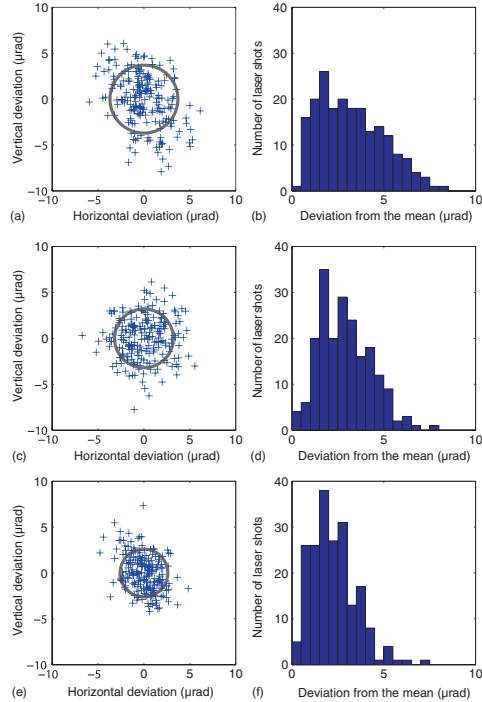 10
5
0
−5
−10
Vertical deviation (µrad)
−10 −5 0 5 10
(a) Horizontal deviation (µrad)
40
30
20
10
0
Number of laser shots
0 5 10
(b) Deviation from the mean (µrad)
10
5
0
−5
−10
Vertical deviation (µrad)
−10 −5 0 5 10
(c) Horizontal deviation (µrad)
40
30
20
10
0
Number of laser shots
0 5 10
(d) Deviation from the mean (µrad)
10
5
0
−5
−10
Vertical deviation (µrad)
−10 −5 0 5 10
(e) Horizontal deviation (µrad)
40
30
20
10
0
Number of laser shots
0 5 10
(f) Deviation from the mean (µrad)